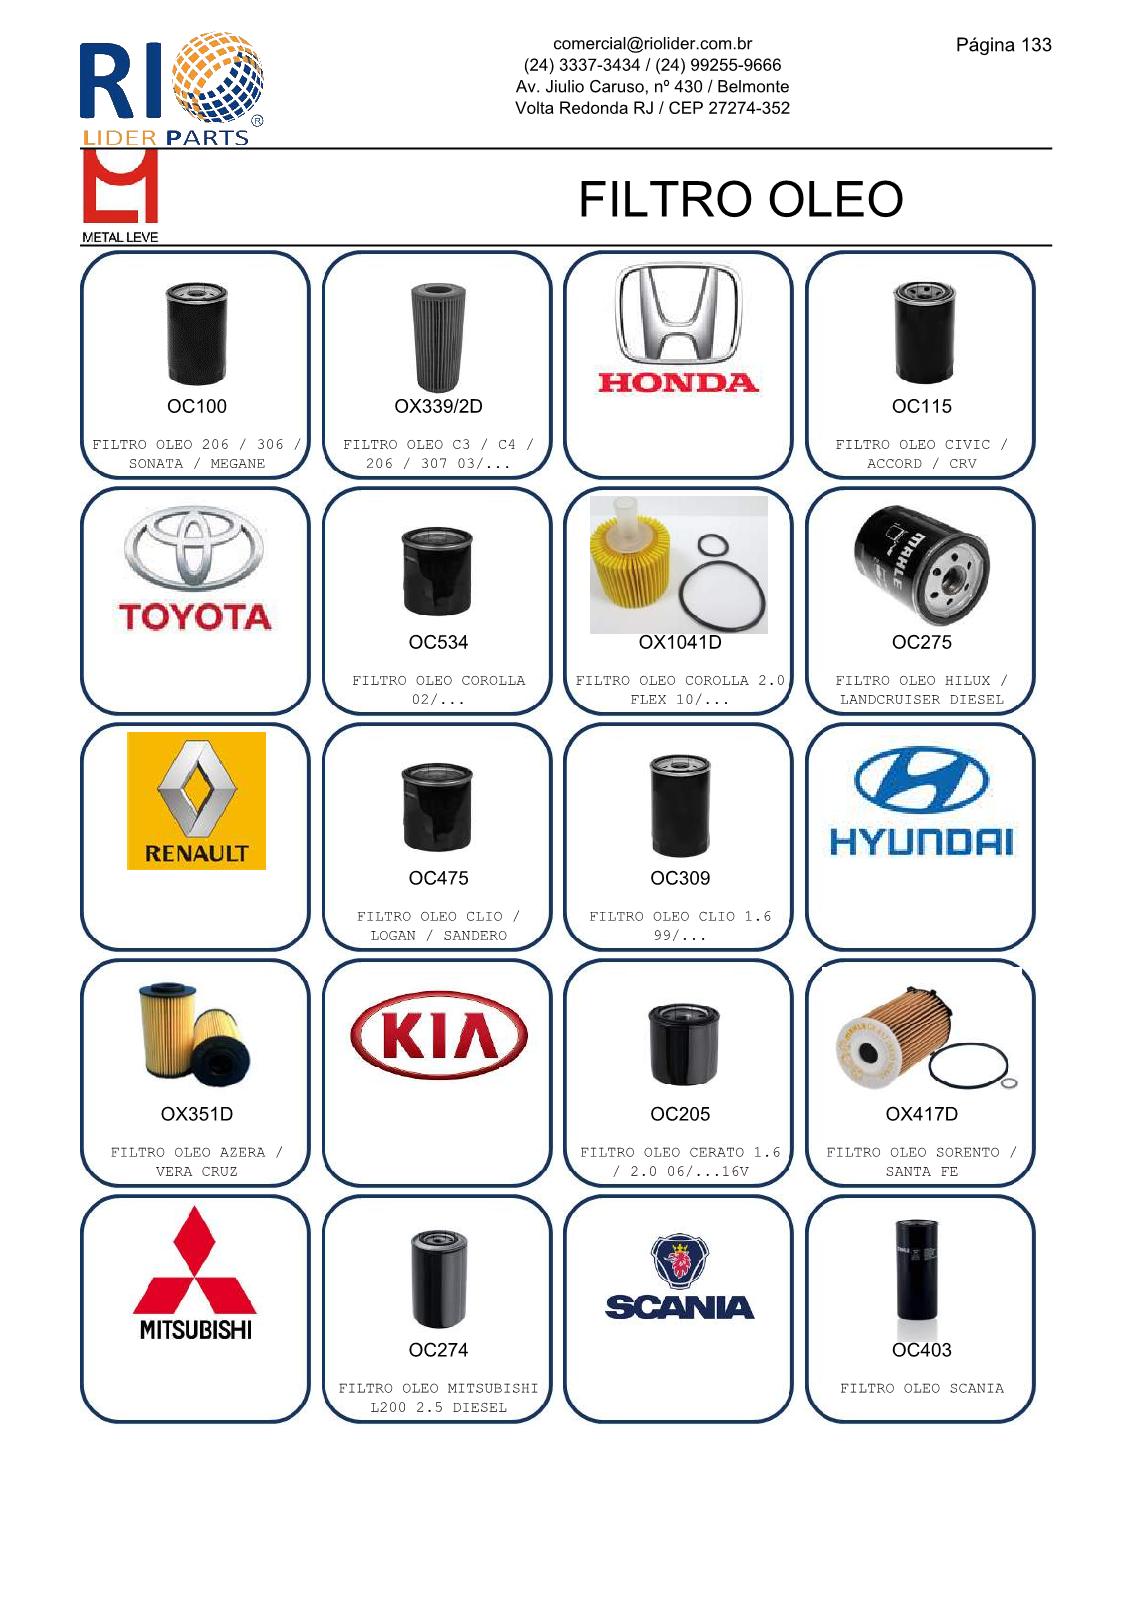 RIO
LIDER PARTS ®
comercial@riolider.com.br
(24) 3337-3434 / (24) 99255-9666
Av. Jiulio Caruso, nº 430 / Belmonte
Volta Redonda RJ / CEP 27274-352
Página 133
METAL LEVE
FILTRO OLEO
OC100
FILTRO OLEO 206 / 306 /
SONATA / MEGANE
OX339/2D
FILTRO OLEO C3 / C4 /
206 / 307 03/...
HONDA
OC115
FILTRO OLEO CIVIC /
ACCORD / CRV
TOYOTA
OC534
FILTRO OLEO COROLLA
02/...
OX1041D
FILTRO OLEO COROLLA 2.0
FLEX 10/...
MAHLE
OC275
FILTRO OLEO HILUX /
LANDCRUISER DIESEL
RENAULT
OC475
FILTRO OLEO CLIO /
LOGAN / SANDERO
OC309
FILTRO OLEO CLIO 1.6
99/...
HYUNDAI
OX351D
FILTRO OLEO AZERA /
VERA CRUZ
KIA
OC205
FILTRO OLEO CERATO 1.6
/ 2.0 06/...16V
OX417D
FILTRO OLEO SORENTO /
SANTA FE
MITSUBISHI
OC274
FILTRO OLEO MITSUBISHI
L200 2.5 DIESEL
SCANIA
OC403
FILTRO OLEO SCANIA